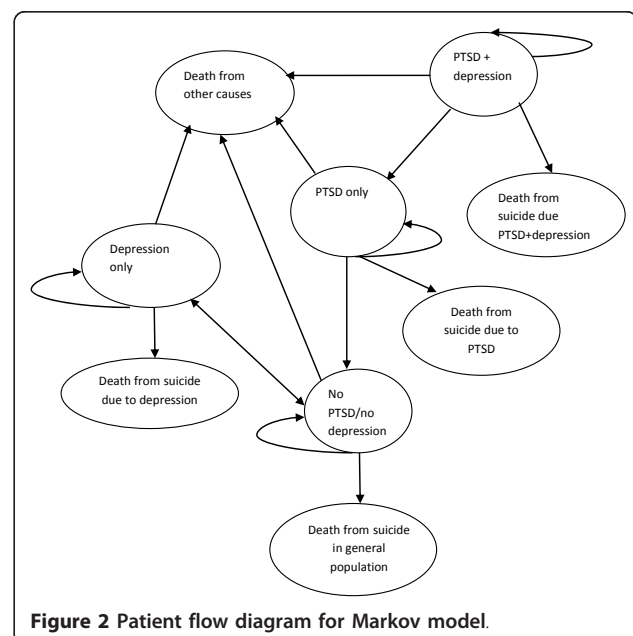 Death from
other causes
PTSD +
depression
PTSD only
Death from
suicide due
PTSD+depression
Depression
only
Death from
suicide due to
PTSD
Death from suicide
due to depression
No
PTSD/no
depression
Death from suicide
in general
population
Figure 2 Patient flow diagram for Markov model.